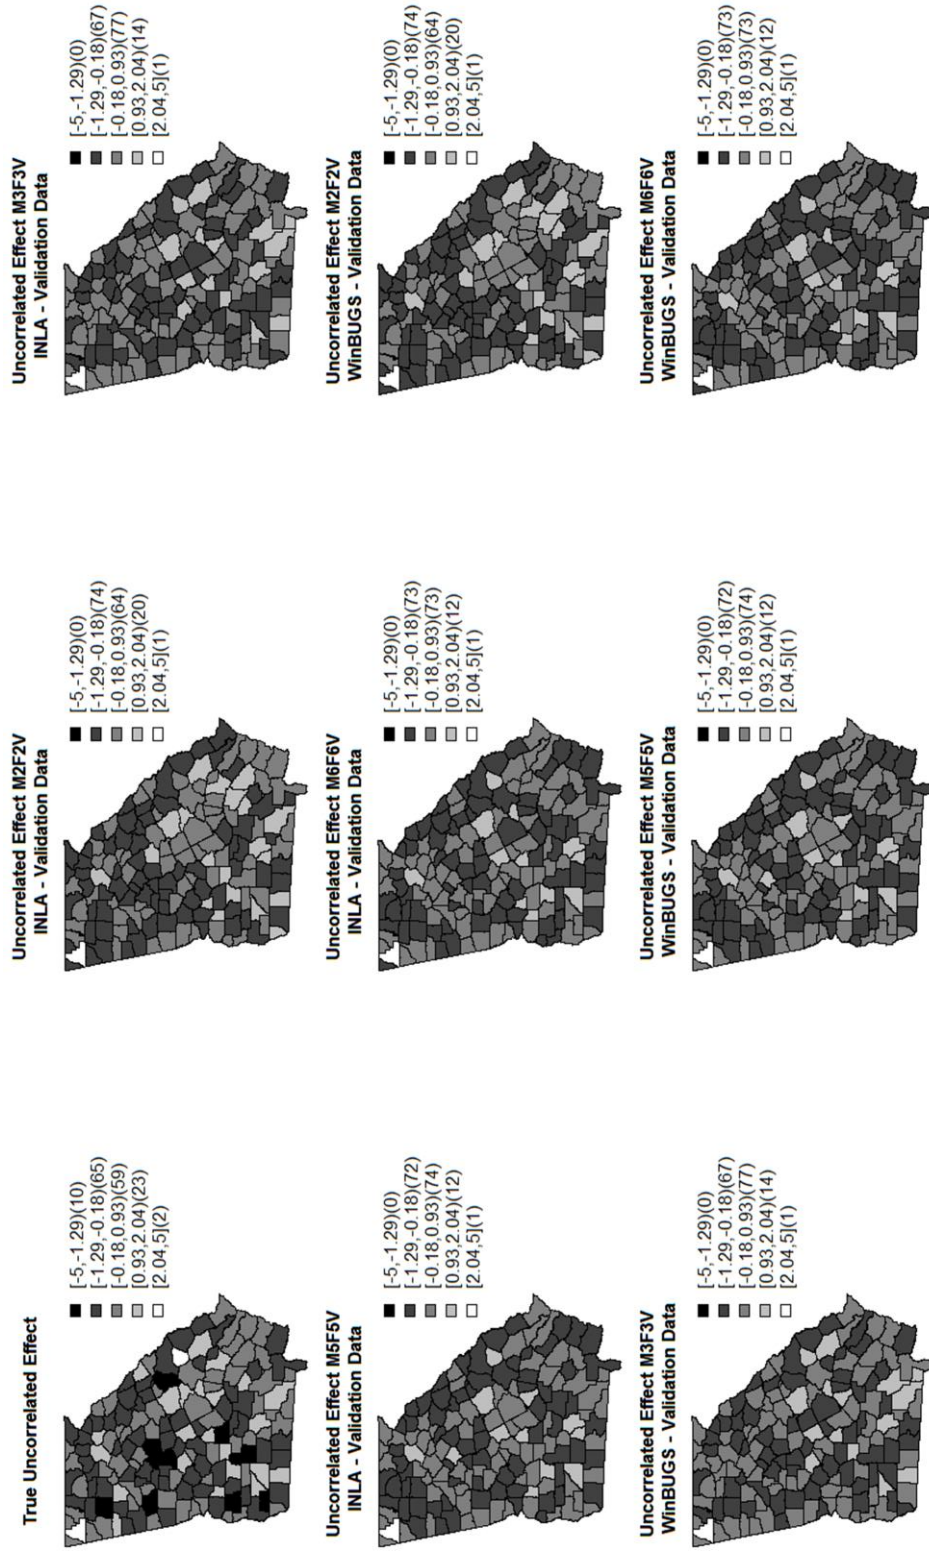 True Uncorrelated Effect
[-5,-1.29)(10)
[-1.29,-0.18)(65)
[-0.18,0.93)(59)
[0.93,2.04)(23)
[2.04,5](2)
Uncorrelated Effect M2F2V
INLA - Validation Data
[-5,-1.29)(0)
[-1.29,-0.18)(74)
[-0.18,0.93)(64)
[0.93,2.04)(20)
[2.04,5](1)
Uncorrelated Effect M3F3V
INLA - Validation Data
[-5,-1.29)(0)
[-1.29,-0.18)(67)
[-0.18,0.93)(77)
[0.93,2.04)(14)
[2.04,5](1)
Uncorrelated Effect M5F5V
INLA - Validation Data
[-5,-1.29)(0)
[-1.29,-0.18)(72)
[-0.18,0.93)(74)
[0.93,2.04)(12)
[2.04,5](1)
Uncorrelated Effect M6F6V
INLA - Validation Data
[-5,-1.29)(0)
[-1.29,-0.18)(73)
[-0.18,0.93)(73)
[0.93,2.04)(12)
[2.04,5](1)
Uncorrelated Effect M2F2V
WinBUGS - Validation Data
[-5,-1.29)(0)
[-1.29,-0.18)(74)
[-0.18,0.93)(64)
[0.93,2.04)(20)
[2.04,5](1)
Uncorrelated Effect M3F3V
WinBUGS - Validation Data
[-5,-1.29)(0)
[-1.29,-0.18)(67)
[-0.18,0.93)(77)
[0.93,2.04)(14)
[2.04,5](1)
Uncorrelated Effect M5F5V
WinBUGS - Validation Data
[-5,-1.29)(0)
[-1.29,-0.18)(72)
[-0.18,0.93)(74)
[0.93,2.04)(12)
[2.04,5](1)
Uncorrelated Effect M6F6V
WinBUGS - Validation Data
[-5,-1.29)(0)
[-1.29,-0.18)(73)
[-0.18,0.93)(73)
[0.93,2.04)(12)
[2.04,5](1)